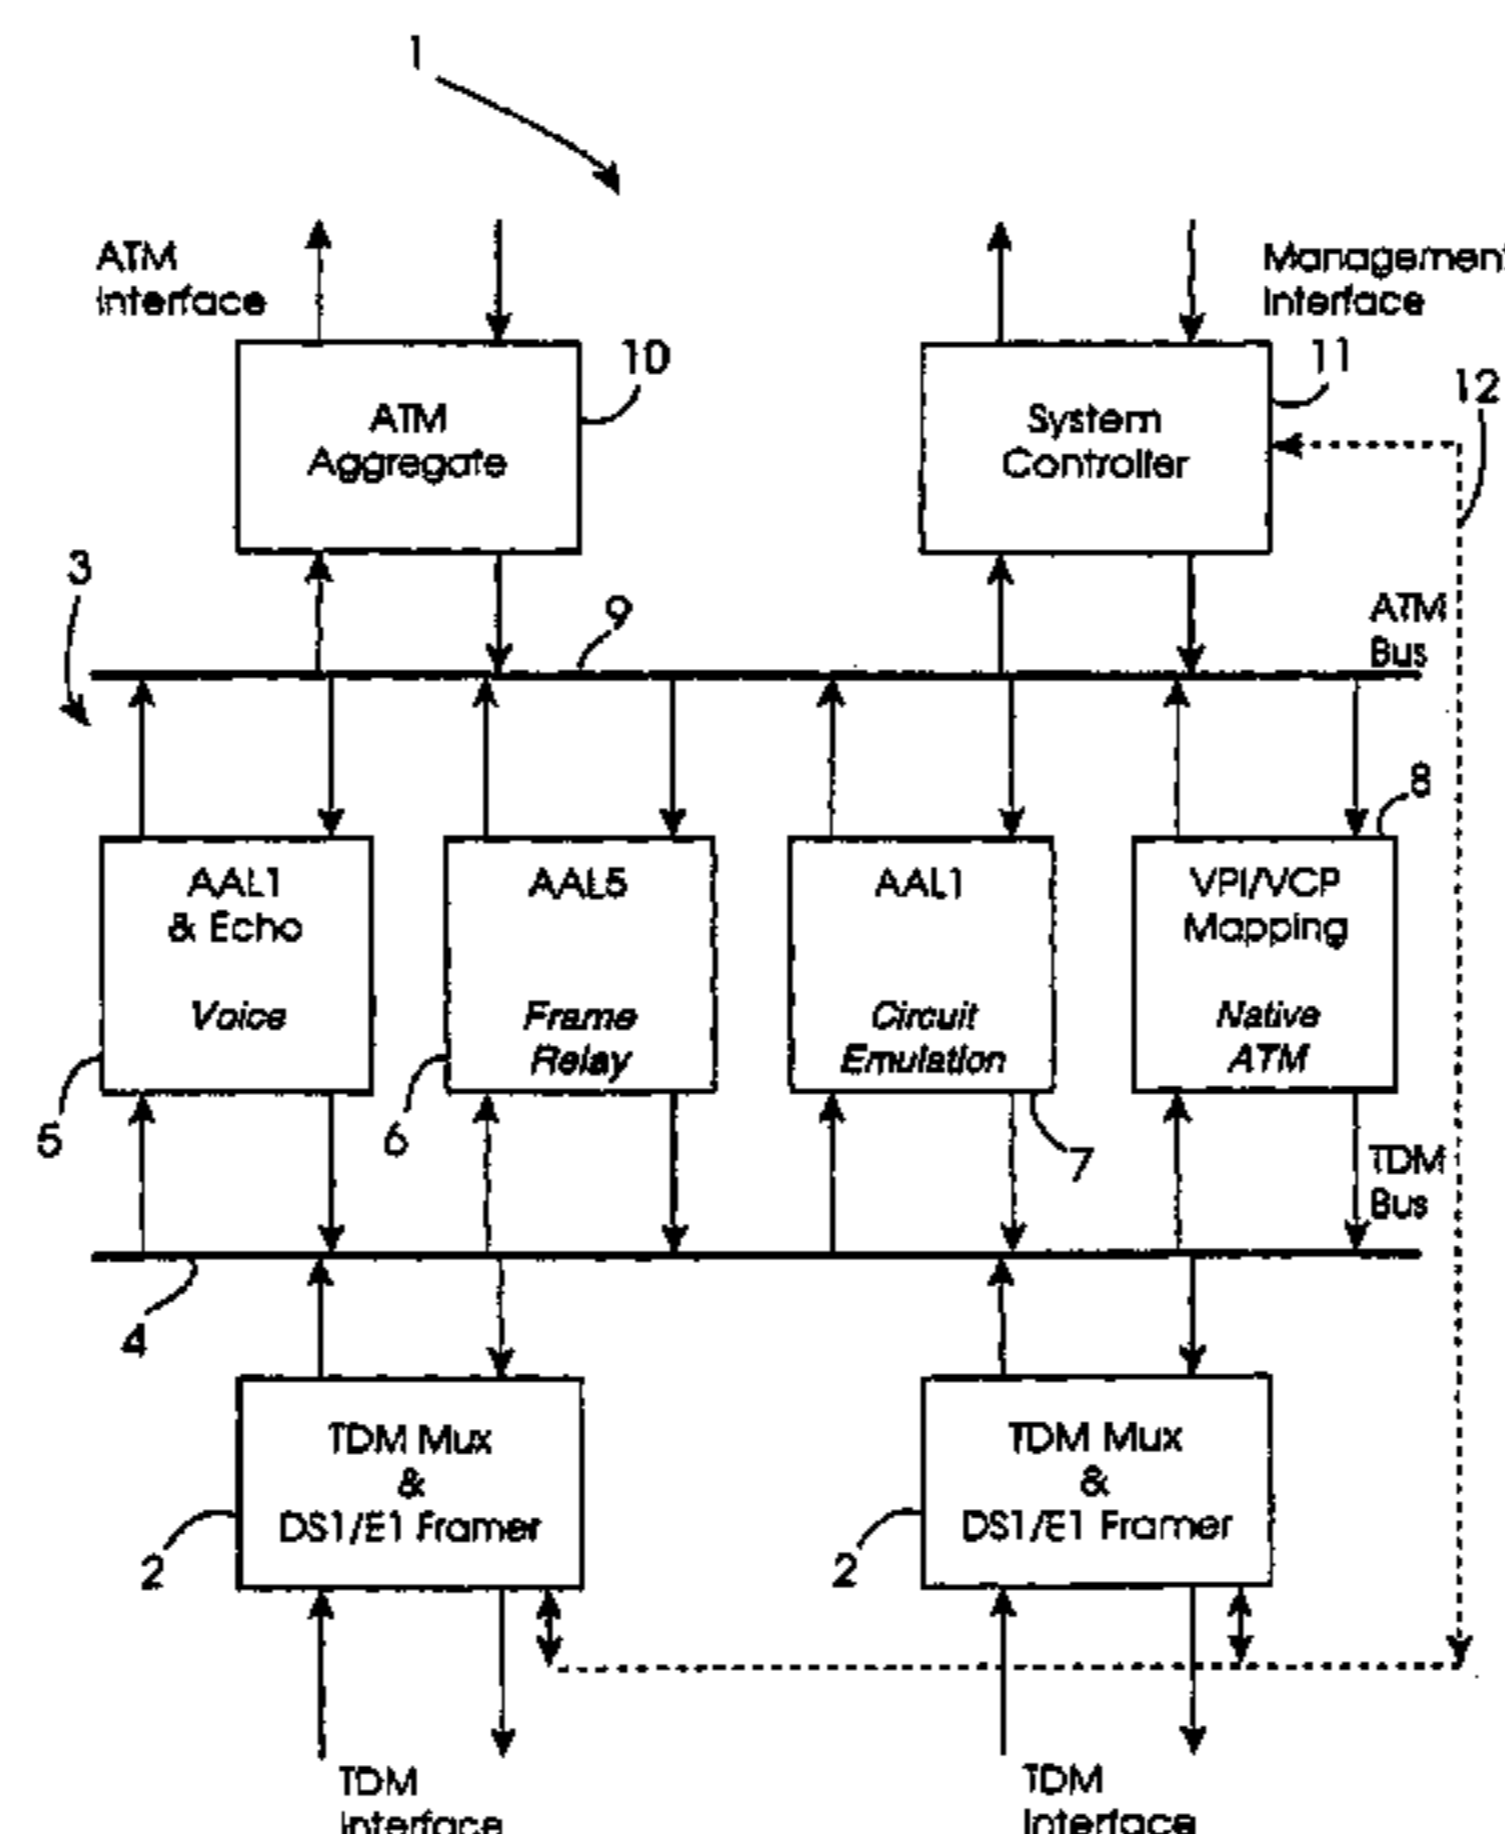 1
ATM
Interface
Management
Interface
10
11
12
ATM
Aggregate
System
Controller
3
9
ATM
Bus
8
AAL1
& Echo
Voice
AAL5
Frame
Relay
AAL1
Circuit
Emulation
VPI/VCP
Mapping
Native
ATM
5
6
7
TDM
Bus
4
TDM Mux
&
DS1/E1 Framer
TDM Mux
&
DS1/E1 Framer
2
2
TDM
Interface
TDM
Interface